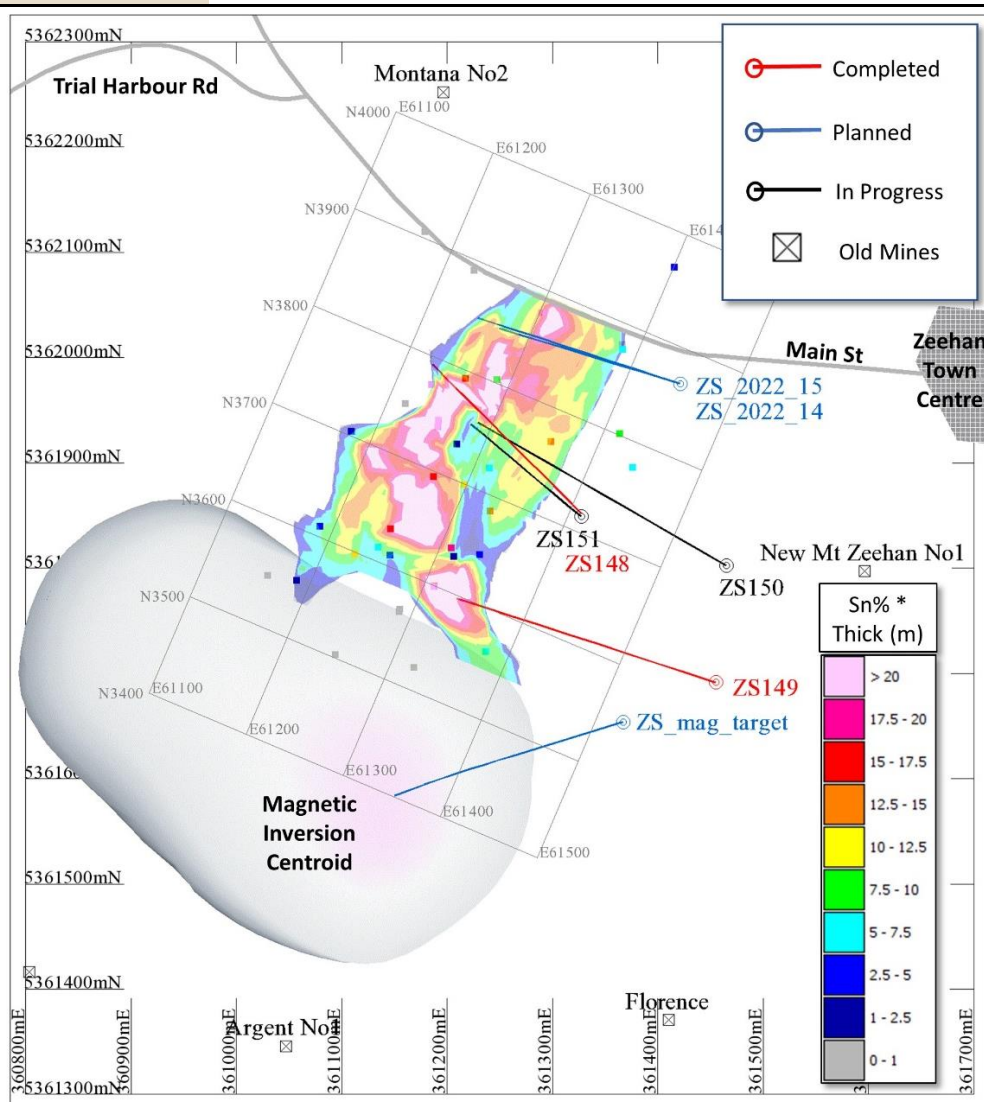 5362300mN
Trial Harbour Rd
Montana No2
Completed
Planned
In Progress
Old Mines
N4000
E61100
5362200mN
E61200
E61300
N3900
5362100mN
N3800
5362000mN
Main St
Zeehan
Town
Centre
ZS_2022_15
ZS_2022_14
N3700
5361900mN
N3600
ZS151
ZS148
ZS150
New Mt Zeehan No1
Sn% *
Thick (m)
> 20
17.5 - 20
15 - 17.5
12.5 - 15
10 - 12.5
7.5 - 10
5 - 7.5
2.5 - 5
1 - 2.5
0 - 1
N3500
N3400
E61100
ZS149
E61200
ZS_mag_target
E61300
Magnetic
Inversion
Centroid
E61400
E61500
5361500mN
5361400mN
Florence
Argent No1
5361300mN
360800mE
360900mE
361000mE
361100mE
361200mE
361300mE
361400mE
361500mE
361700mE